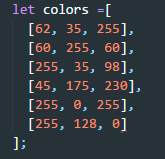 let colors =[
[62, 35, 255],
[60, 255, 60],
[255, 35, 98],
[45, 175, 230],
[255, 0, 255],
[255, 128, 0]
];